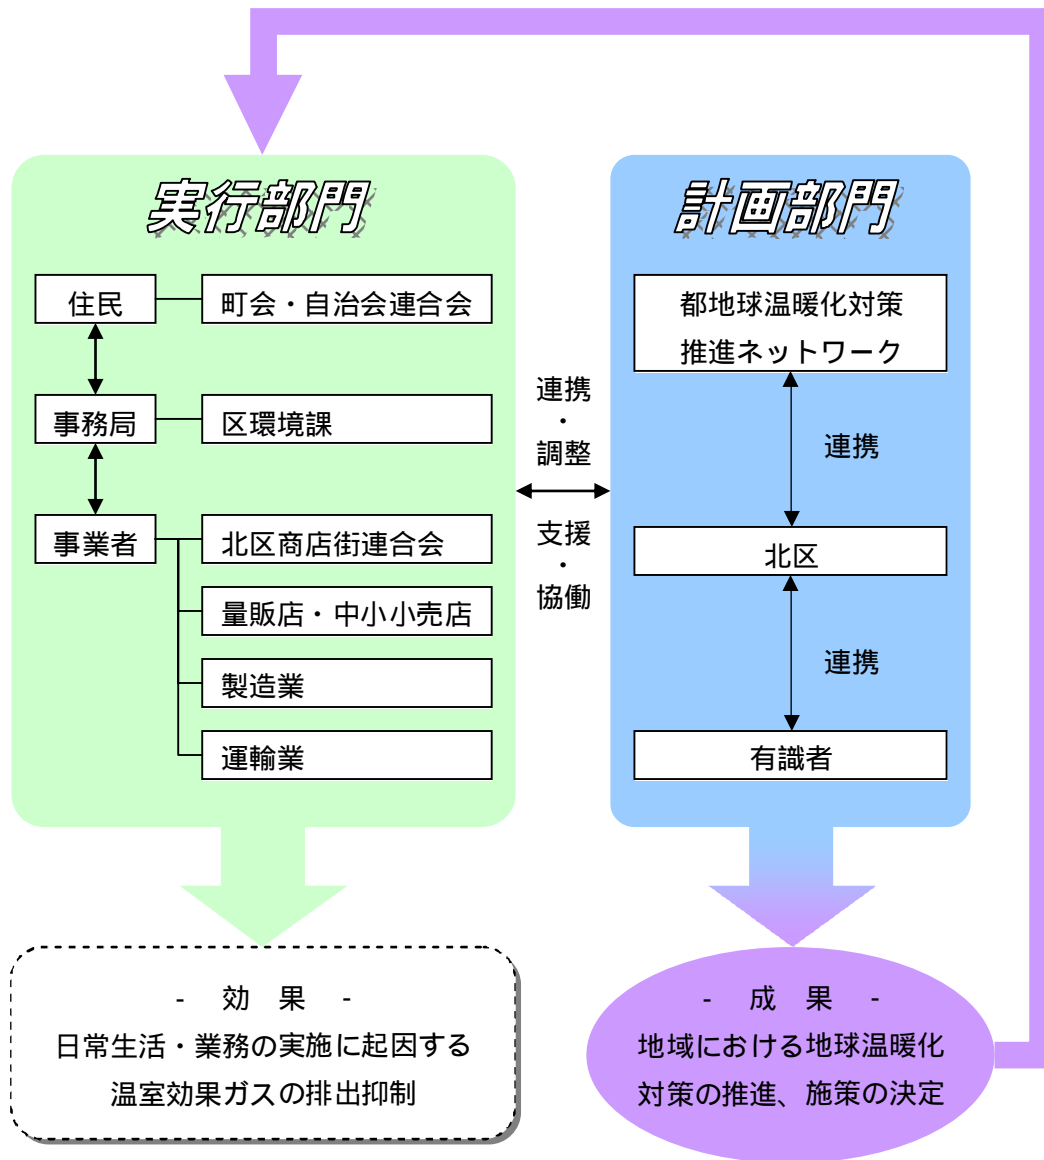 実行部門
住民
町会・自治会連合会
事務局
区環境課
事業者
北区商店街連合会
量販店・中小小売店
製造業
運輸業
連携
・
調整
支援
・
協働
計画部門
都地球温暖化対策
推進ネットワーク
連携
北区
連携
有識者
- 効 果 -
日常生活・業務の実施に起因する
温室効果ガスの排出抑制
- 成 果 -
地域における地球温暖化
対策の推進、施策の決定